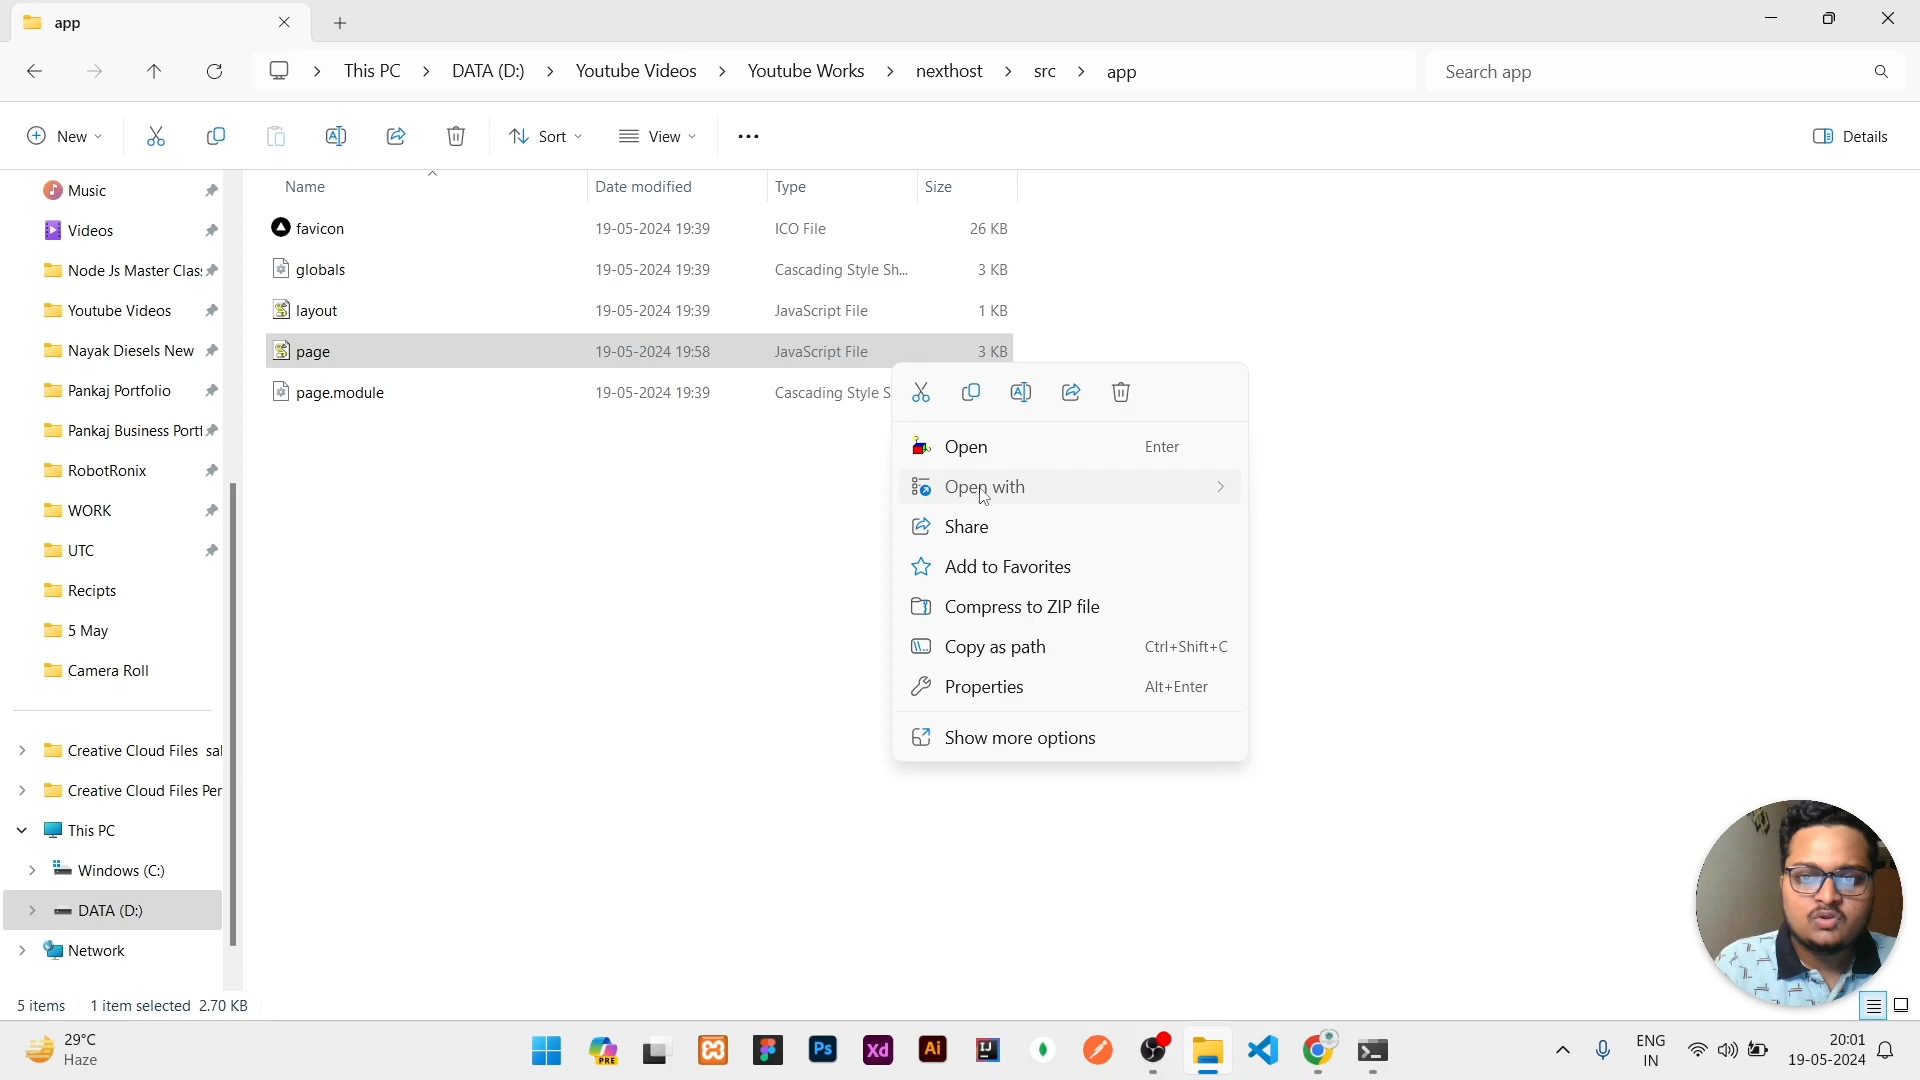 app
This PC > DATA (D:) > Youtube Videos > Youtube Works > nexthost > src > app
Search app
New
Sort
View
Details
Name Date modified Type Size
favicon 19-05-2024 19:39 ICO File 26 KB
globals 19-05-2024 19:39 Cascading Style Sh... 3 KB
layout 19-05-2024 19:39 JavaScript File 1 KB
page 19-05-2024 19:58 JavaScript File 3 KB
page.module 19-05-2024 19:39 Cascading Style S
Music
Videos
Node Js Master Clas
Youtube Videos
Nayak Diesels New
Pankaj Portfolio
Pankaj Business Port
RobotRonix
WORK
UTC
Recipts
5 May
Camera Roll
Creative Cloud Files sal
Creative Cloud Files Per
This PC
Windows (C:)
DATA (D:)
Network
Open Enter
Open with
Share
Add to Favorites
Compress to ZIP file
Copy as path Ctrl+Shift+C
Properties Alt+Enter
Show more options
5 items 1 item selected 2.70 KB
29°C
Haze
PRE
Ps
Xd
Ai
IJ
ENG
IN
20:01
19-05-2024